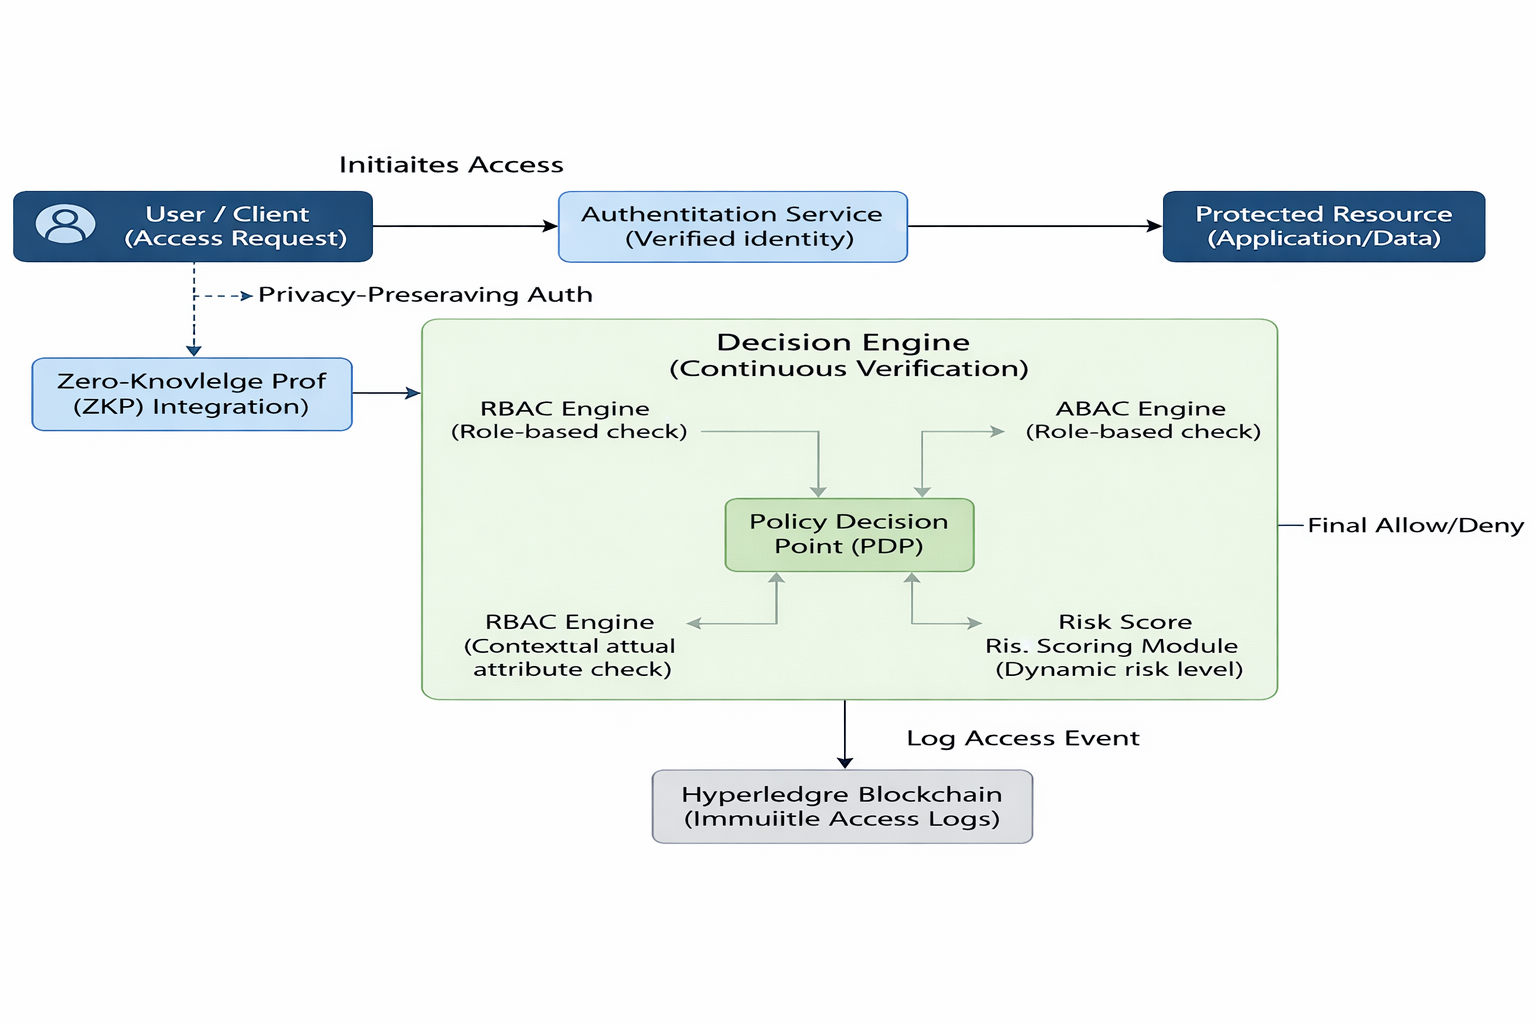 Initiaites Access
User / Client
(Access Request)
Authentitation Service
(Verified identity)
Protected Resource
(Application/Data)
Privacy-Preseraving Auth
Zero-Knovlelge Prof
(ZKP) Integration)
Decision Engine
(Continuous Verification)
RBAC Engine
(Role-based check)
ABAC Engine
(Role-based check)
Policy Decision
Point (PDP)
Final Allow/Deny
RBAC Engine
(Contexttal attual
attribute check)
Risk Score
Ris. Scoring Module
(Dynamic risk level)
Log Access Event
Hyperledgre Blockchain
(Immuiitle Access Logs)